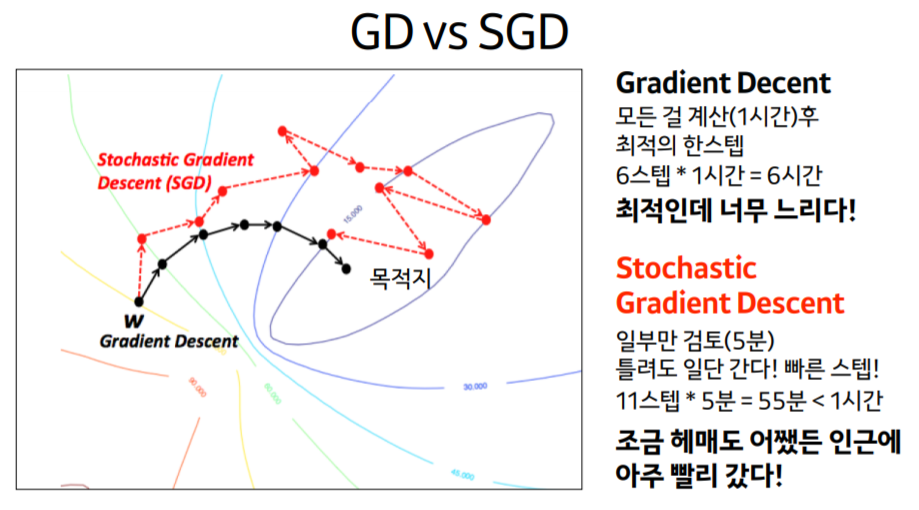 GD vs SGD
Stochastic Gradient
Descent (SGD)
15.000
목적지
W
Gradient Descent
90.000
30.000
45.000
Gradient Decent
모든 걸 계산(1시간)후
최적의 한스텝
6스텝 * 1시간 = 6시간
최적인데 너무 느리다!
Stochastic
Gradient Descent
일부만 검토(5분)
틀려도 일단 간다! 빠른 스텝!
11스텝 * 5분 = 55분 < 1시간
조금 헤매도 어쨌든 인근에
아주 빨리 갔다!